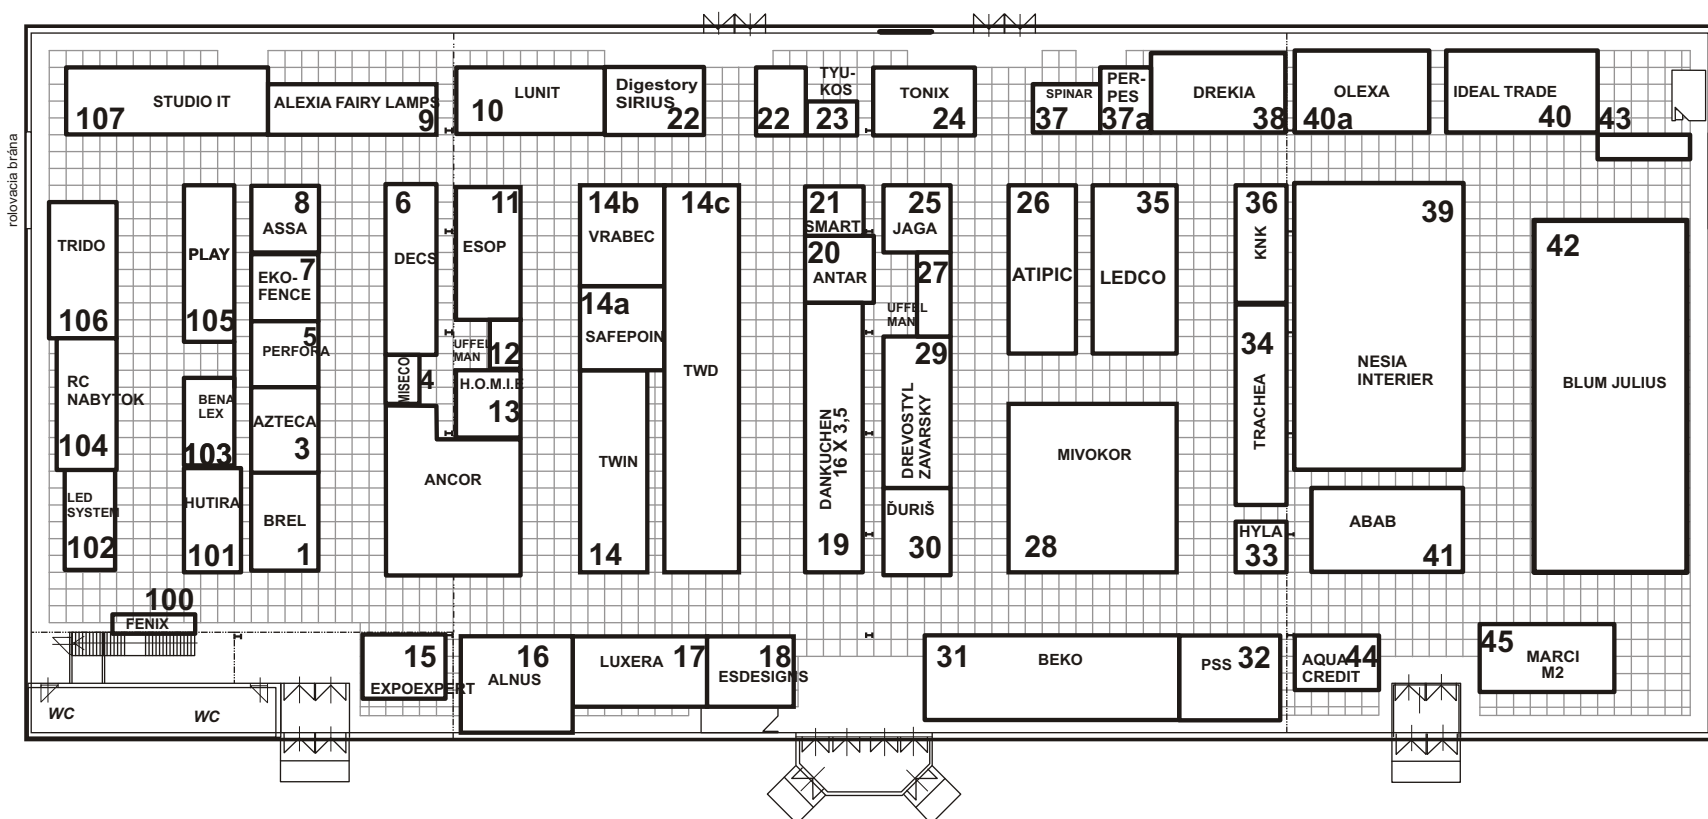 rolovacia brána
STUDIO IT
107
ALEXIA FAIRY LAMPS
9
LUNIT
10
Digestory
SIRIUS
22
22
TYU-
KOS
23
TONIX
24
SPINAR
37
PER-
PES
37a
DREKIA
38
OLEXA
40a
IDEAL TRADE
40
43
TRIDO
106
RC
NABYTOK
104
LED
SYSTEM
102
PLAY
105
BENA
LEX
103
HUTIRA
101
8
ASSA
7
EKO-
FENCE
5
PERFORA
AZTECA
3
BREL
1
6
DECS
MISECO
4
ANCOR
11
ESOP
UFFEL
MAN
12
H.O.M.I.E
13
14b
VRABEC
14a
SAFEPOIN
TWIN
14
14c
TWD
21
SMART
20
ANTAR
DANKUCHEN
16 X 3,5
19
25
JAGA
27
UFFEL
MAN
29
DREVOSTYL
ZAVARSKY
ĎURIŠ
30
26
ATIPIC
35
LEDCO
MIVOKOR
28
36
KNK
34
TRACHEA
HYLA
33
39
NESIA
INTERIER
ABAB
41
42
BLUM JULIUS
100
FENIX
WC
WC
15
EXPOEXPERT
16
ALNUS
LUXERA
17
18
ESDESIGNS
31
BEKO
PSS
32
AQUA
CREDIT
44
45
MARCI
M2